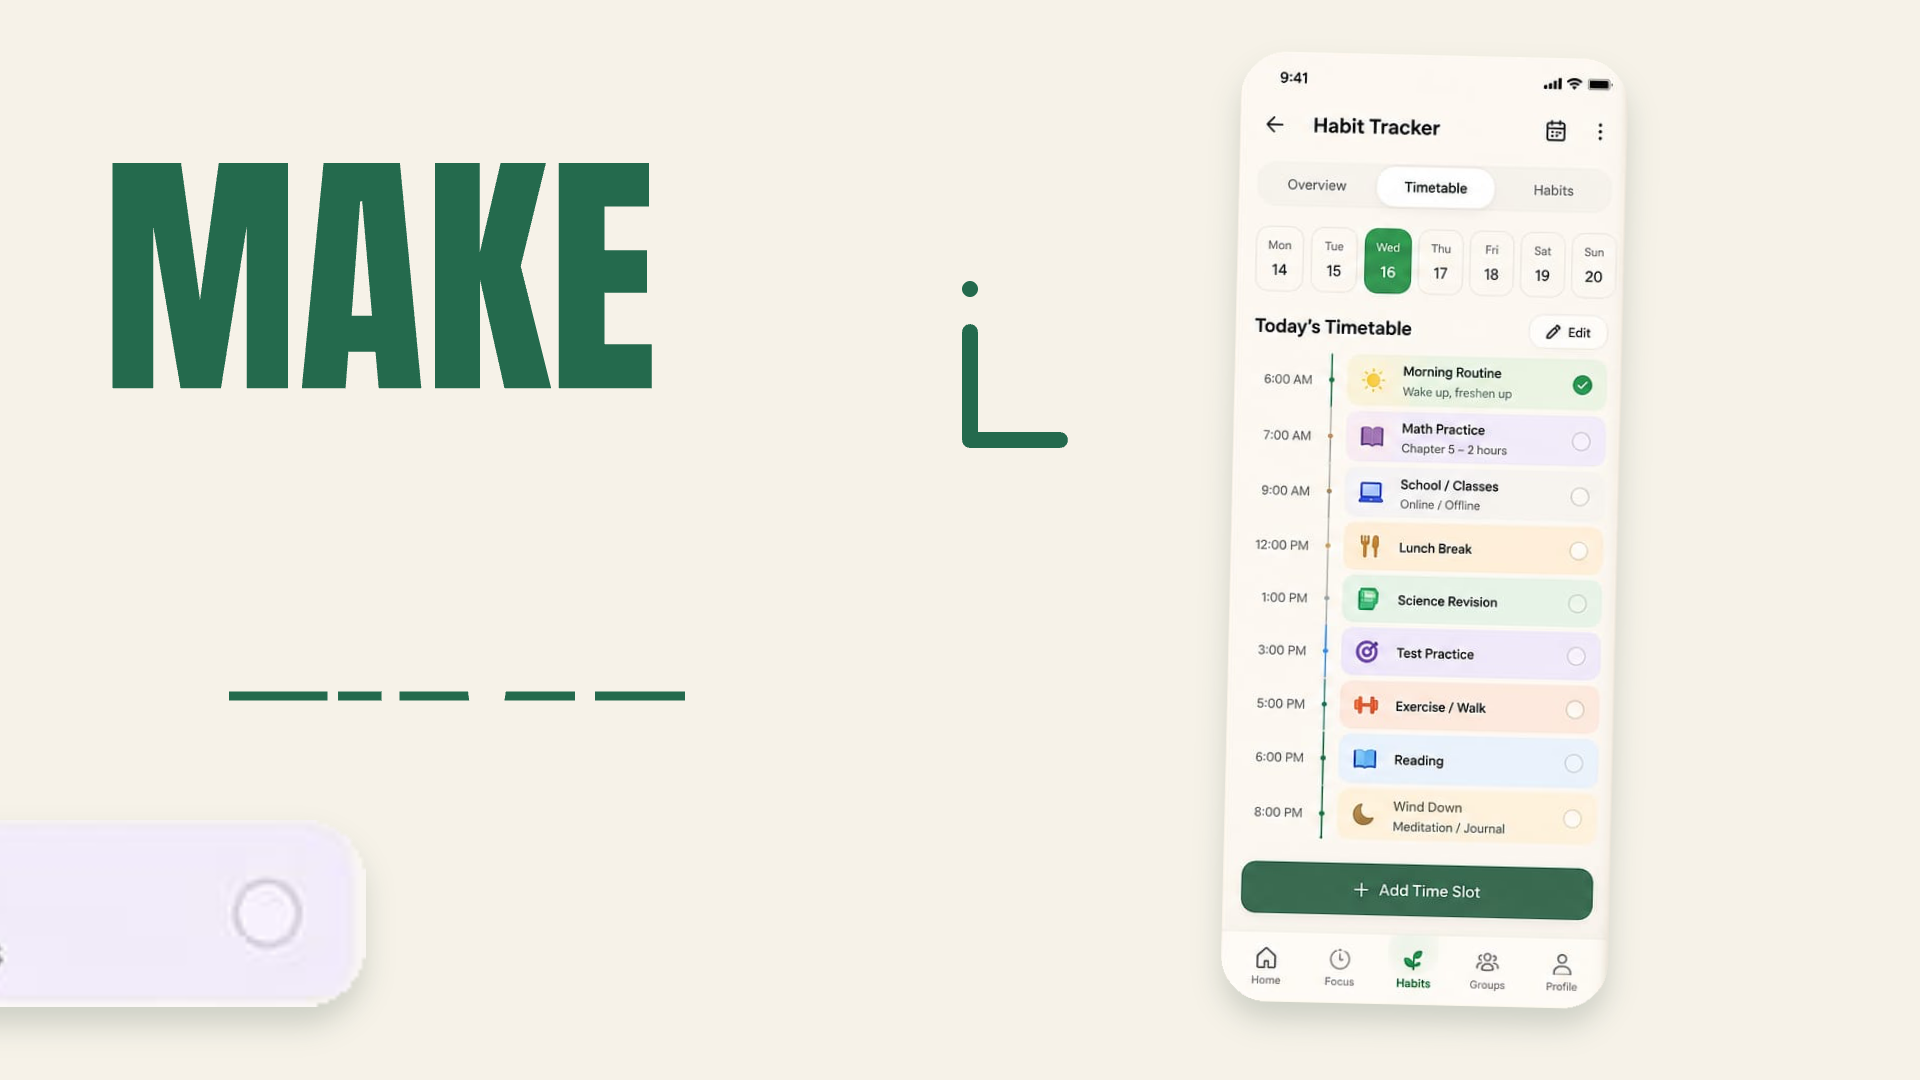 MAKE
9:41
Habit Tracker
Overview Timetable Habits
Mon Tue Wed Thu Fri Sat Sun
14 15 16 17 18 19 20
Today's Timetable Edit
6:00 AM Morning Routine
Wake up, freshen up
7:00 AM Math Practice
Chapter 5 – 2 hours
9:00 AM School / Classes
Online / Offline
12:00 PM Lunch Break
1:00 PM Science Revision
3:00 PM Test Practice
5:00 PM Exercise / Walk
6:00 PM Reading
8:00 PM Wind Down
Meditation / Journal
+ Add Time Slot
Home Focus Habits Groups Profile